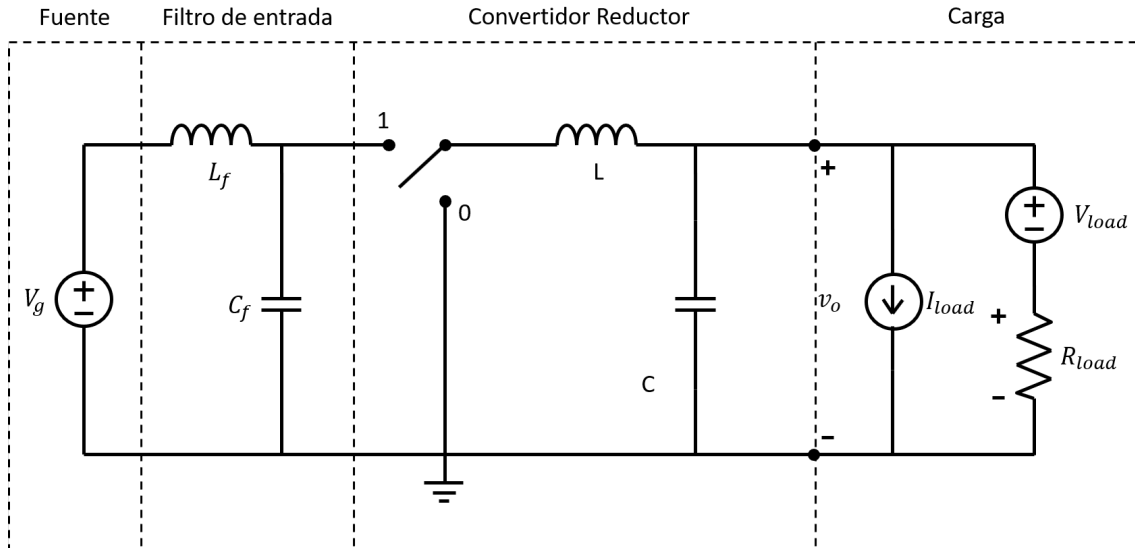 Fuente
Filtro de entrada
Convertidor Reductor
Carga
1
L_f
L
0
+
+
−
V_load
V_g
+
−
C_f
v_o
I_load
+
R_load
C
−
−